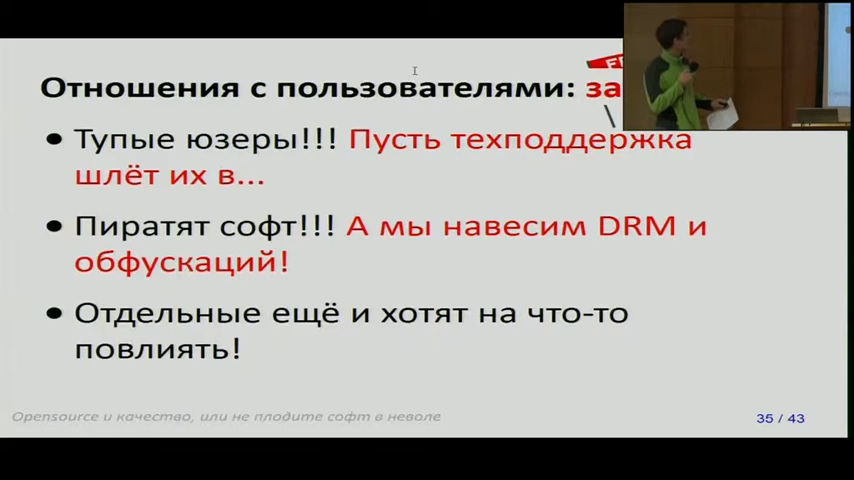 Отношения с пользователями: за
Тупые юзеры!!! Пусть техподдержка
шлёт их в...
Пиратят софт!!! А мы навесим DRM и
обфускаций!
Отдельные ещё и хотят на что-то
повлиять!
Opensource и качество, или не плодите софт в неволе
35 / 43